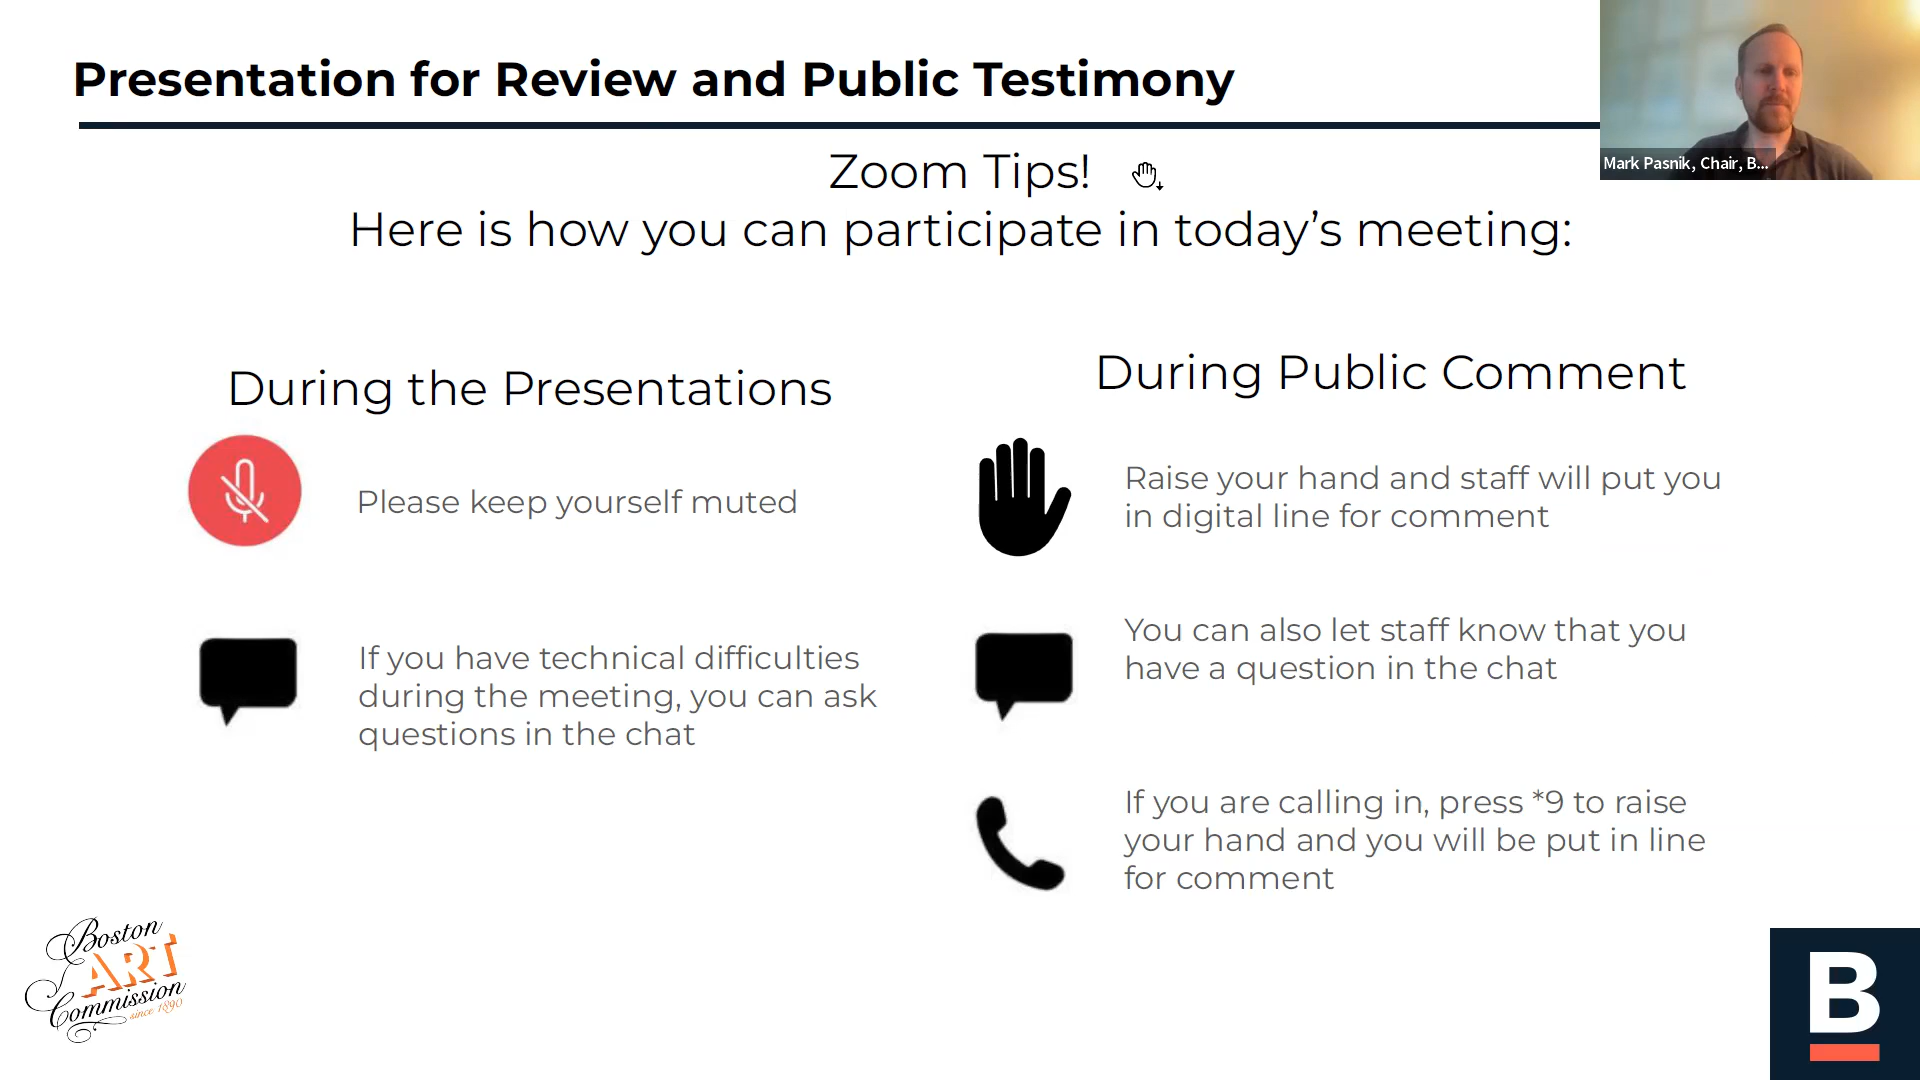 Presentation for Review and Public Testimony
Mark Pasnik, Chair, B...
Zoom Tips!
Here is how you can participate in today’s meeting:
During the Presentations
Please keep yourself muted
If you have technical difficulties
during the meeting, you can ask
questions in the chat
During Public Comment
Raise your hand and staff will put you
in digital line for comment
You can also let staff know that you
have a question in the chat
If you are calling in, press *9 to raise
your hand and you will be put in line
for comment
Boston
ART
Commission
since 1890
B